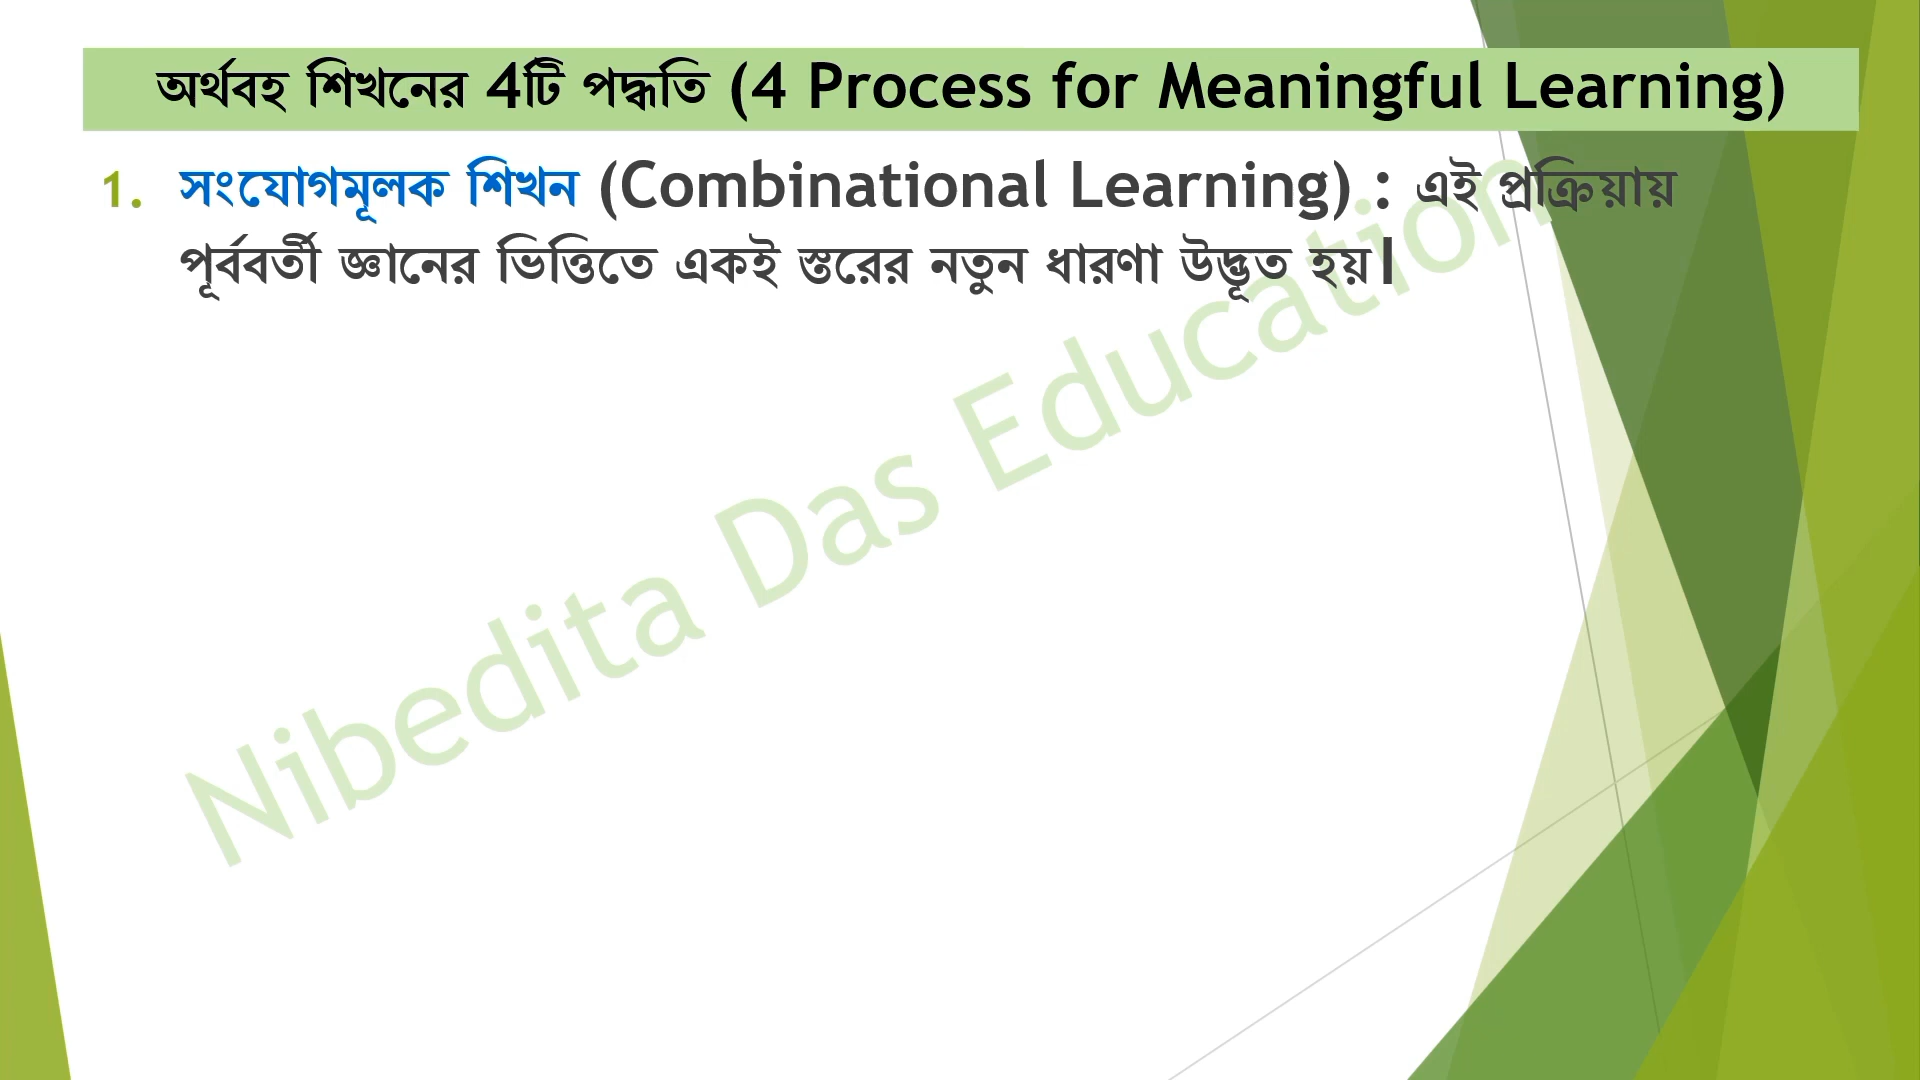 অর্থবহ শিখনের 4টি পদ্ধতি (4 Process for Meaningful Learning)
1. সংযোগমূলক শিখন (Combinational Learning) : এই প্রক্রিয়ায়
পূর্ববর্তী জ্ঞানের ভিত্তিতে একই স্তরের নতুন ধারণা উদ্ভূত হয়।
Nibedita Das Education